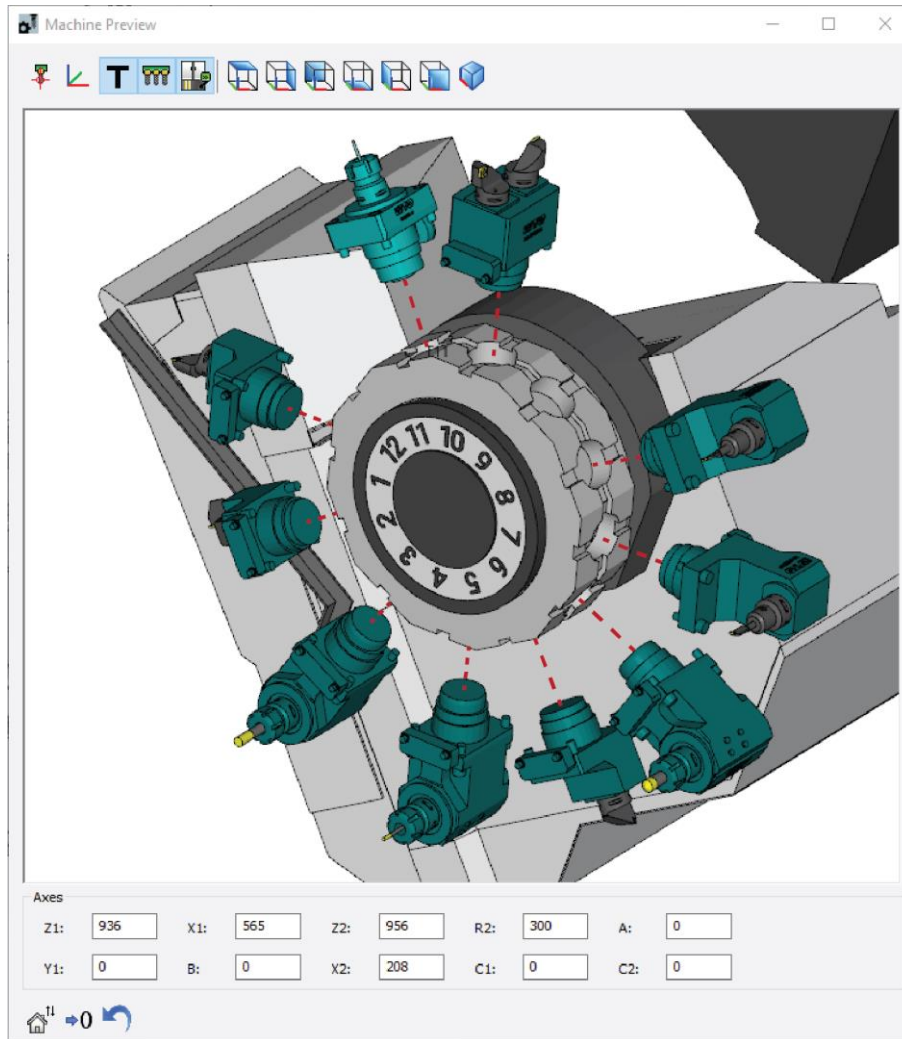 Machine Preview
12 11 10 9 8 7 6 5 4 3 2 1
Axes
Z1: 936 X1: 565 Z2: 956 R2: 300 A: 0
Y1: 0 B: 0 X2: 208 C1: 0 C2: 0
0